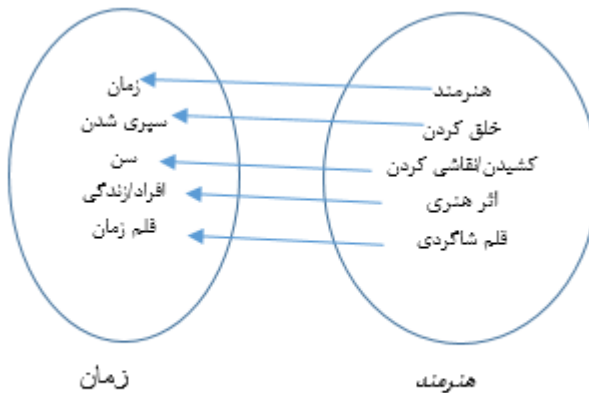 هنرمند
خلق کردن
کشیدن/نقاشی کردن
اثر هنری
قلم شاگردی
هنرمند
زمان
سپری شدن
سن
افراد/زندگی
قلم زمان
زمان